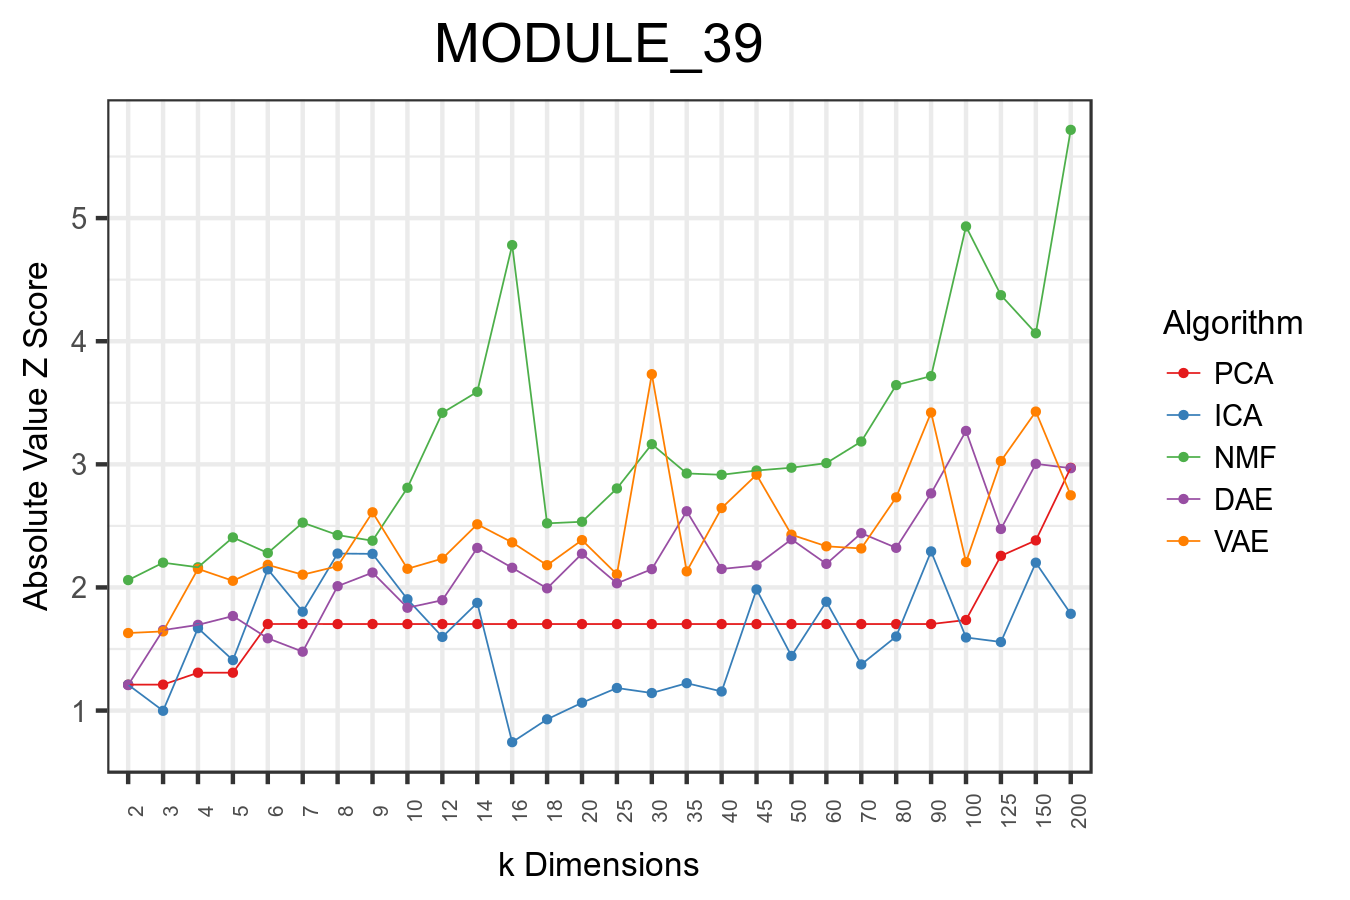 MODULE_39
Absolute Value Z Score
5
4
3
2
1
2 3 4 5 6 7 8 9 10 12 14 16 18 20 25 30 35 40 45 50 60 70 80 90 100 125 150 200
k Dimensions
Algorithm
PCA
ICA
NMF
DAE
VAE